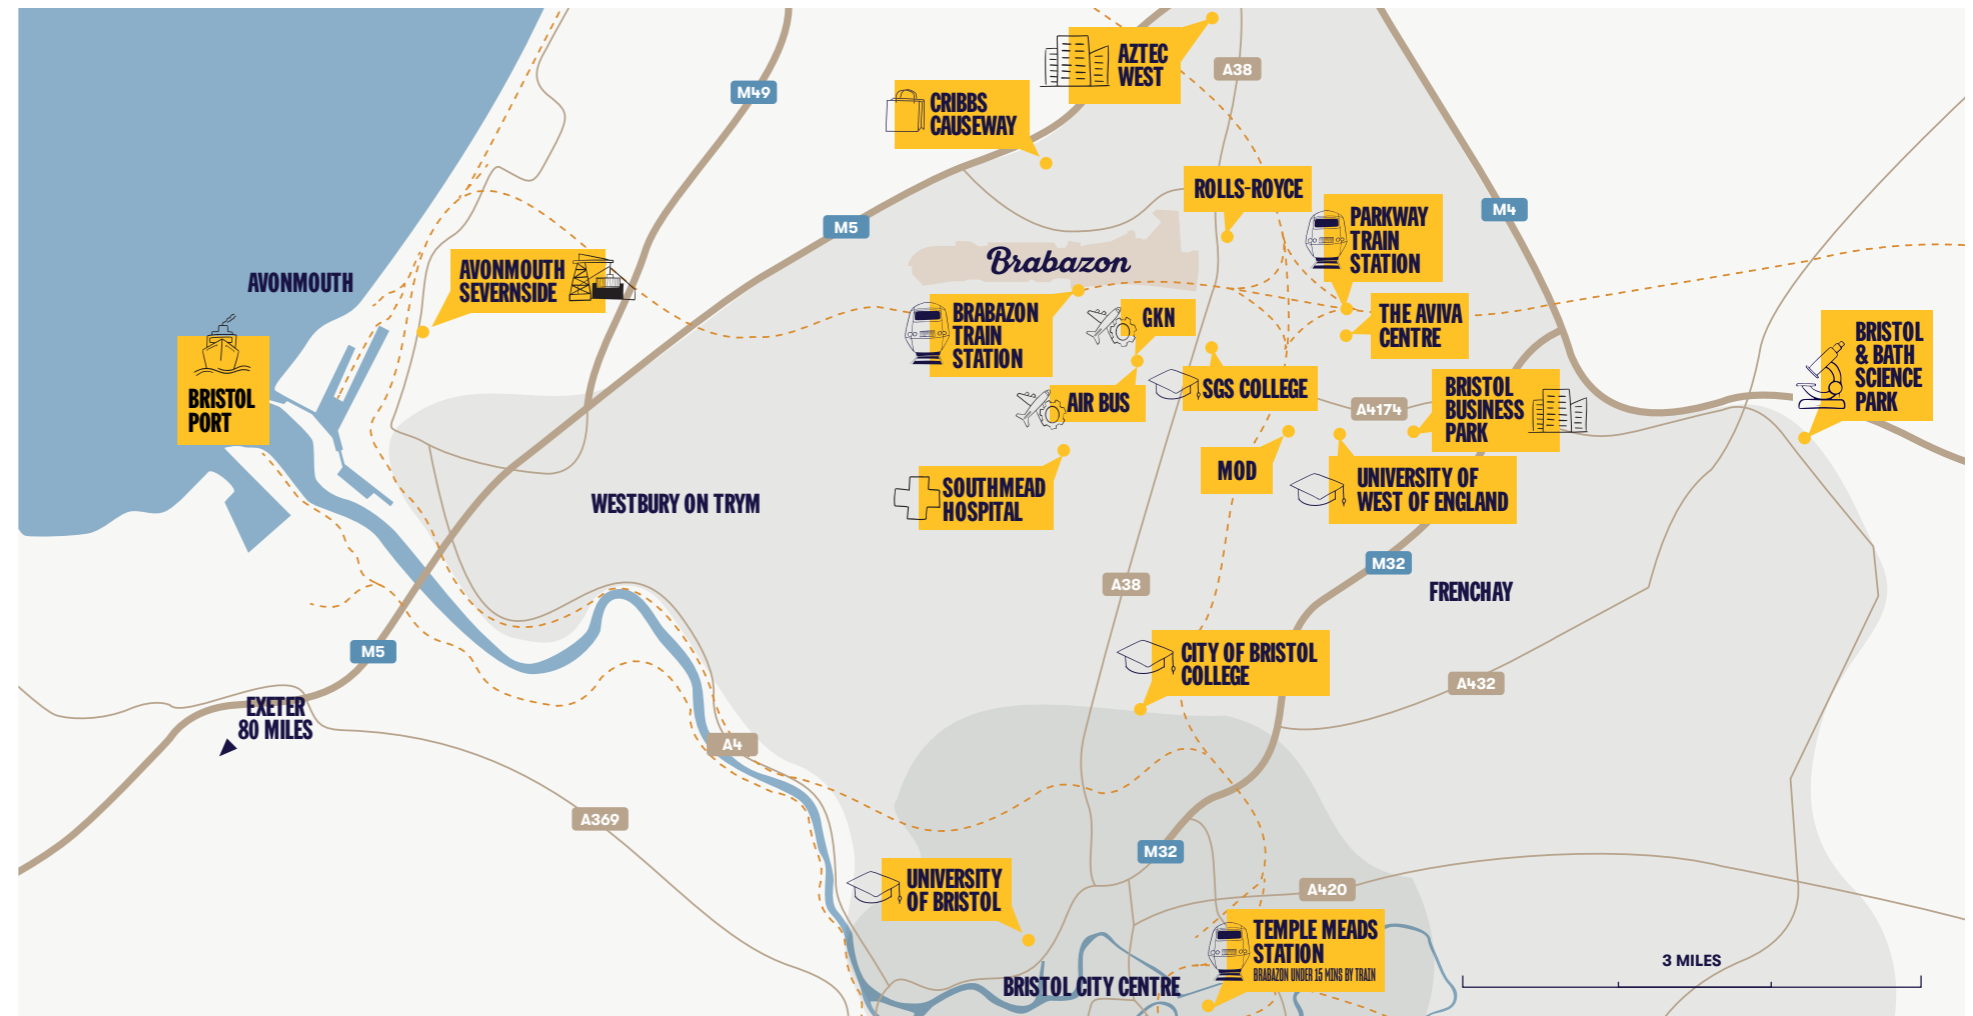 AZTEC
WEST
A38
M49
CRIBBS
CAUSEWAY
ROLLS-ROYCE
M4
M5
PARKWAY
TRAIN
STATION
Brabazon
AVONMOUTH
AVONMOUTH
SEVERNSIDE
BRABAZON
TRAIN
STATION
GKN
THE AVIVA
CENTRE
BRISTOL
& BATH
SCIENCE
PARK
BRISTOL
PORT
AIR BUS
SGS COLLEGE
A4174
BRISTOL
BUSINESS
PARK
MOD
UNIVERSITY OF
WEST OF ENGLAND
WESTBURY ON TRYM
SOUTHMEAD
HOSPITAL
A38
M32
FRENCHAY
M5
CITY OF BRISTOL
COLLEGE
A432
EXETER
80 MILES
A4
A369
M32
UNIVERSITY
OF BRISTOL
A420
TEMPLE MEADS
STATION
BRABAZON UNDER 15 MINS BY TRAIN
3 MILES
BRISTOL CITY CENTRE